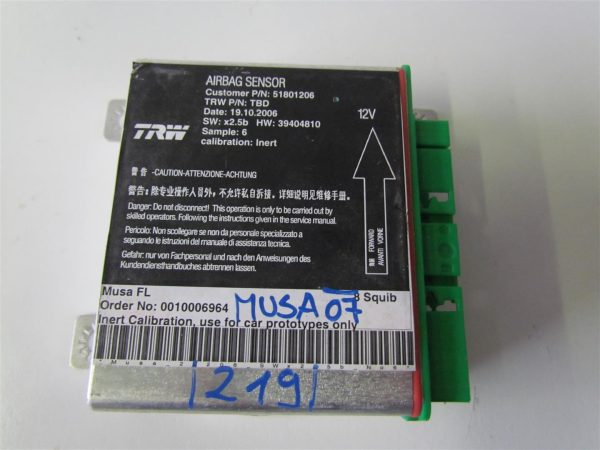 AIRBAG SENSOR
Customer P/N: 51801206
TRW P/N: TBD
Date: 19.10.2006
SW: x2.5b HW: 39404810
Sample: 6
calibration: Inert
TRW
12V
警告 -CAUTION-ATTENZIONE-ACHTUNG
警告: 除专业操作人员外, 不允许私自拆接. 详细说明见维修手册.
Danger: Do not disconnect! This operation is only to be carried out by
skilled operators. Following the instructions given in the service manual.
Pericolo: Non scollegare se non da personale specializzato a
seguando le istruzioni del manuale di assistenza tecnica.
Gefahr: nur von Fachpersonal und nach den Anweisungen des
Kundendiensthandbuches abtrennen lassen.
FORWARD
AVANTI VORNE
Musa FL
8 Squib
Order No: 0010006964
MUSA 07
Inert Calibration, use for car prototypes only
219